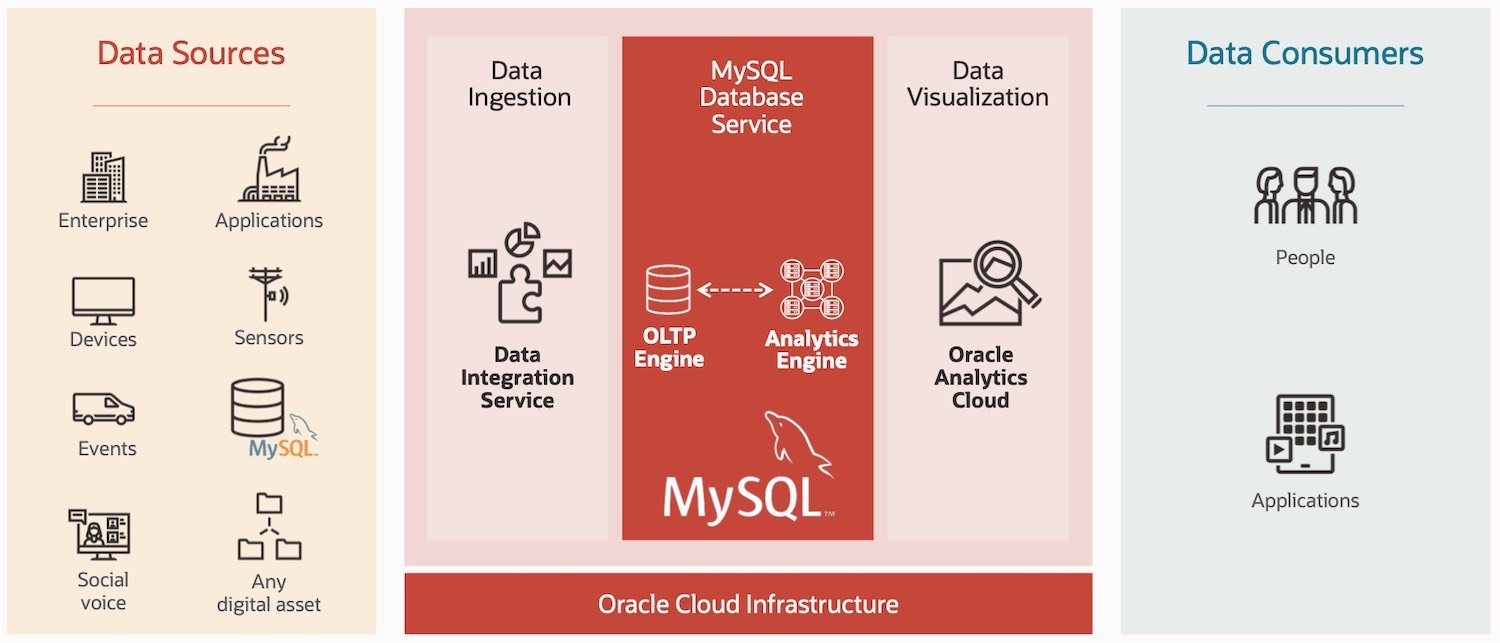 Data Sources
Enterprise
Applications
Devices
Sensors
Events
MySQL™
Social
voice
Any
digital asset
Data
Ingestion
Data
Integration
Service
MySQL
Database
Service
OLTP
Engine
Analytics
Engine
MySQL™
Data
Visualization
Oracle
Analytics
Cloud
Oracle Cloud Infrastructure
Data Consumers
People
Applications